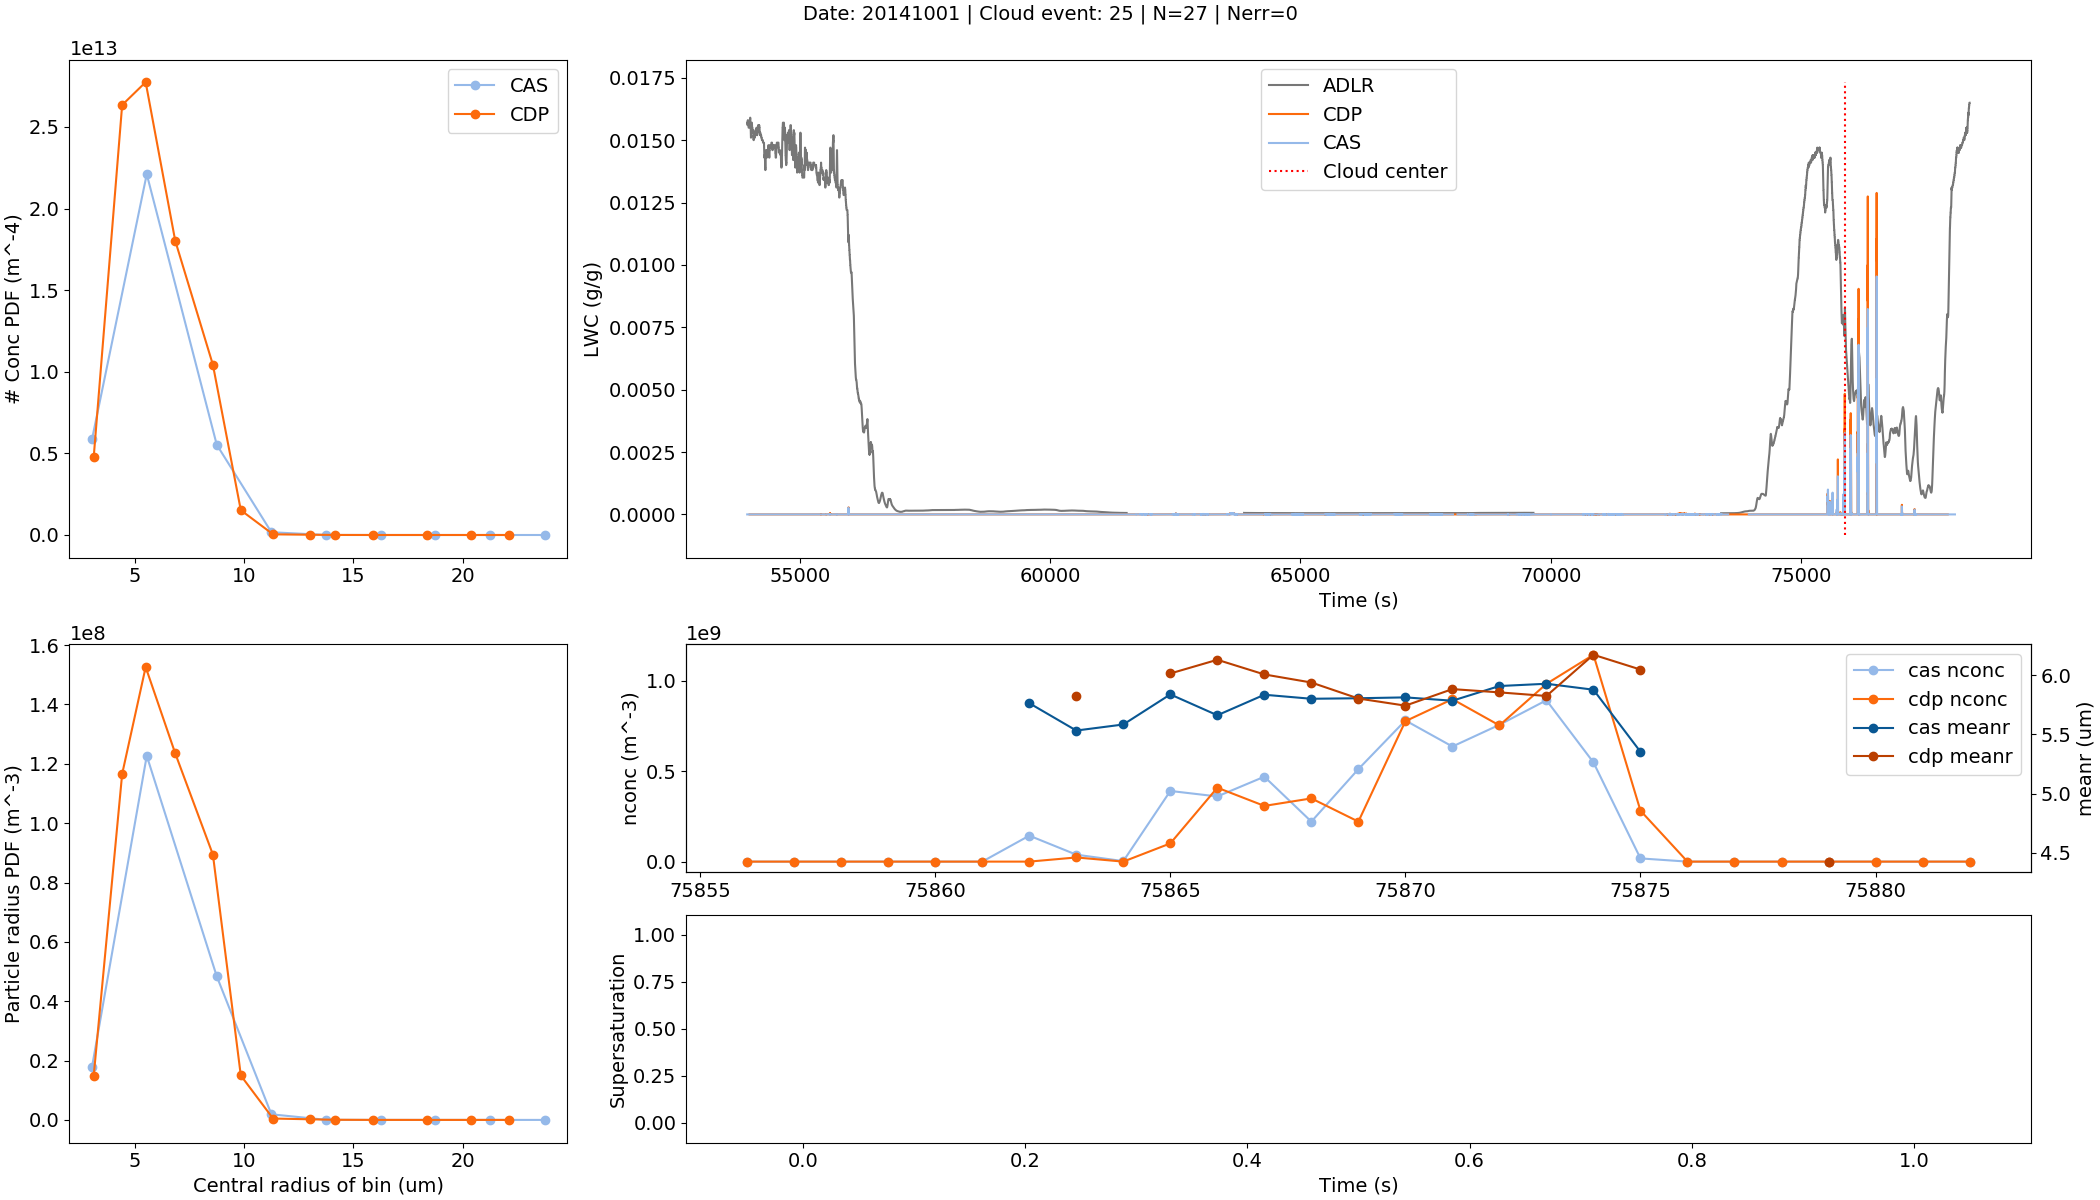 Date: 20141001 | Cloud event: 25 | N=27 | Nerr=0
1e13
# Conc PDF (m^-4)
2.5
2.0
1.5
1.0
0.5
0.0
5 10 15 20
CAS
CDP
LWC (g/g)
0.0175
0.0150
0.0125
0.0100
0.0075
0.0050
0.0025
0.0000
55000 60000 65000 70000 75000
Time (s)
ADLR
CDP
CAS
Cloud center
1e8
Particle radius PDF (m^-3)
1.6
1.4
1.2
1.0
0.8
0.6
0.4
0.2
0.0
5 10 15 20
Central radius of bin (um)
1e9
nconc (m^-3)
1.0
0.5
0.0
75855 75860 75865 75870 75875 75880
cas nconc
cdp nconc
cas meanr
cdp meanr
6.0
5.5
5.0
4.5
meanr (um)
Supersaturation
1.00
0.75
0.50
0.25
0.00
0.0 0.2 0.4 0.6 0.8 1.0
Time (s)